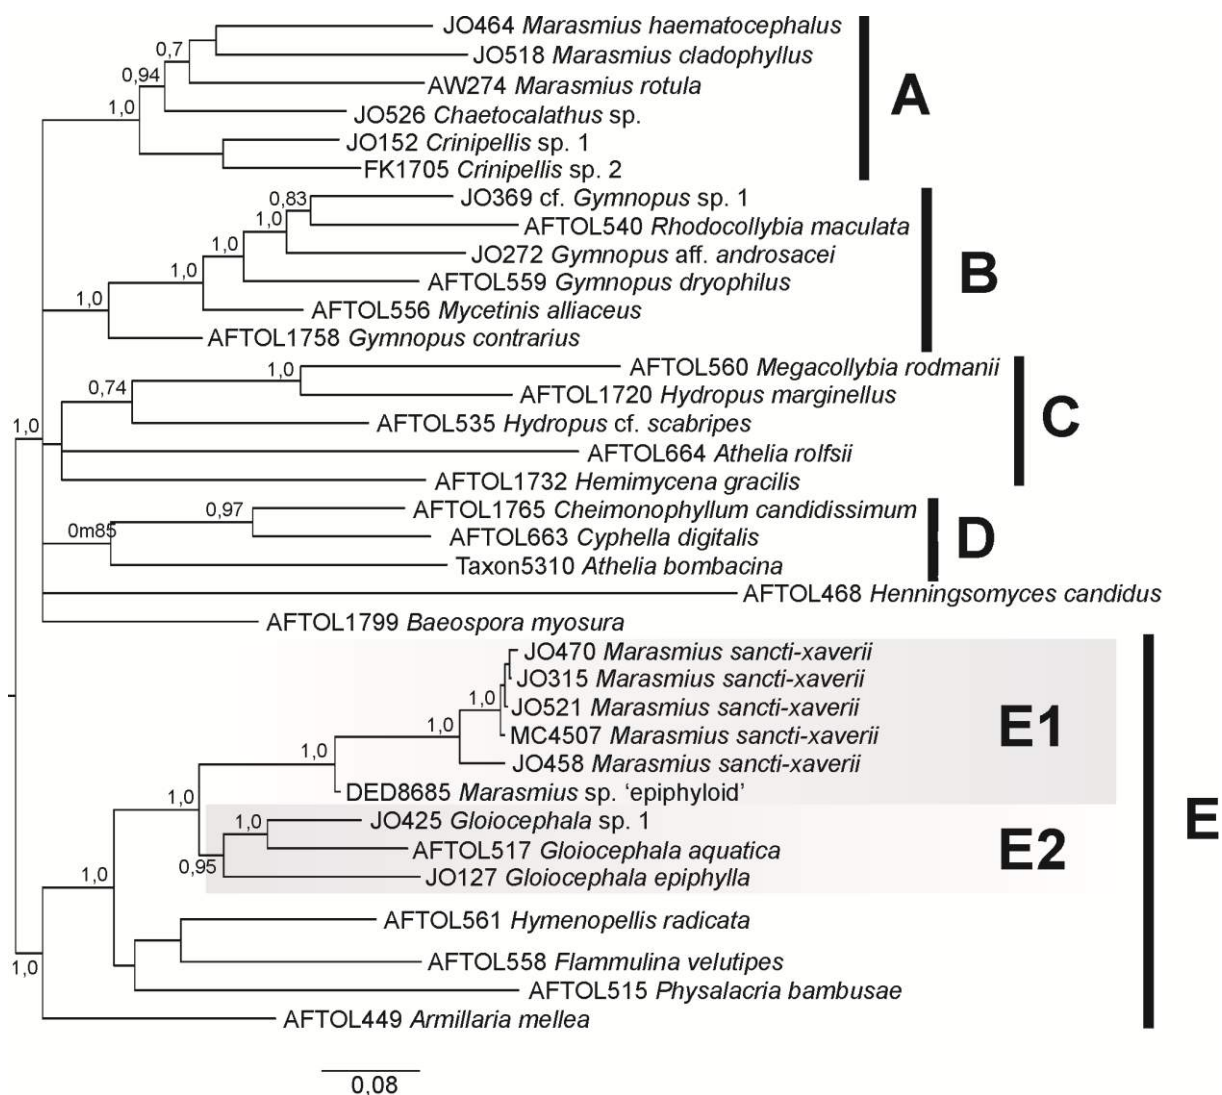 JO464 Marasmius haematocephalus
JO518 Marasmius cladophyllus
0,7
AW274 Marasmius rotula
0,94
A
1,0
JO526 Chaetocalathus sp.
JO152 Crinipellis sp. 1
FK1705 Crinipellis sp. 2
0,83
JO369 cf. Gymnopus sp. 1
1,0
AFTOL540 Rhodocollybia maculata
1,0
JO272 Gymnopus aff. androsacei
1,0
AFTOL559 Gymnopus dryophilus
B
1,0
AFTOL556 Mycetinis alliaceus
AFTOL1758 Gymnopus contrarius
1,0
AFTOL560 Megacollybia rodmanii
0,74
AFTOL1720 Hydropus marginellus
1,0
AFTOL535 Hydropus cf. scabripes
C
AFTOL664 Athelia rolfsii
AFTOL1732 Hemimycena gracilis
0,97
AFTOL1765 Cheimonophyllum candidissimum
0m85
AFTOL663 Cyphella digitalis
D
Taxon5310 Athelia bombacina
AFTOL468 Henningsomyces candidus
AFTOL1799 Baeospora myosura
JO470 Marasmius sancti-xaverii
JO315 Marasmius sancti-xaverii
1,0
JO521 Marasmius sancti-xaverii
1,0
MC4507 Marasmius sancti-xaverii
E1
1,0
JO458 Marasmius sancti-xaverii
1,0
DED8685 Marasmius sp. ‘epiphyloid’
1,0
JO425 Gloiocephala sp. 1
E
AFTOL517 Gloiocephala aquatica
E2
0,95
JO127 Gloiocephala epiphylla
1,0
AFTOL561 Hymenopellis radicata
AFTOL558 Flammulina velutipes
1,0
AFTOL515 Physalacria bambusae
AFTOL449 Armillaria mellea
0,08